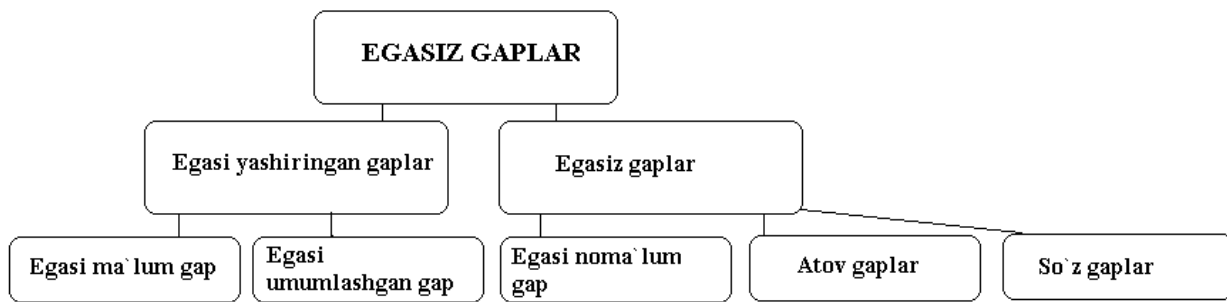 EGASIZ GAPLAR
Egasi yashiringan gaplar
Egasiz gaplar
Egasi ma`lum gap
Egasi
umumlashgan gap
Egasi noma`lum
gap
Atov gaplar
So`z gaplar